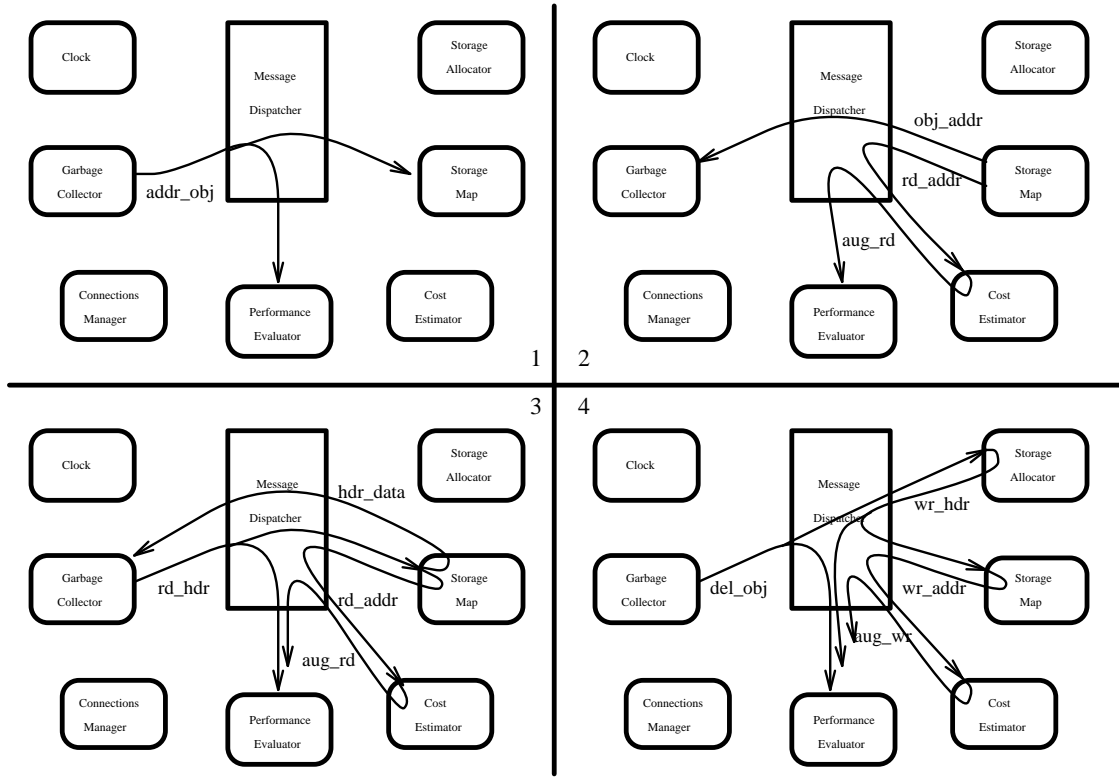 Clock
Message
Dispatcher
Storage
Allocator
Garbage
Collector
addr_obj
Storage
Map
Connections
Manager
Performance
Evaluator
Cost
Estimator
1
Clock
Message
Dispatcher
Storage
Allocator
obj_addr
Garbage
Collector
rd_addr
Storage
Map
aug_rd
Connections
Manager
Performance
Evaluator
Cost
Estimator
2
3
Clock
Message
Dispatcher
Storage
Allocator
hdr_data
Garbage
Collector
rd_hdr
rd_addr
Storage
Map
aug_rd
Connections
Manager
Performance
Evaluator
Cost
Estimator
4
Clock
Message
Dispatcher
Storage
Allocator
wr_hdr
Garbage
Collector
del_obj
wr_addr
Storage
Map
aug_wr
Connections
Manager
Performance
Evaluator
Cost
Estimator